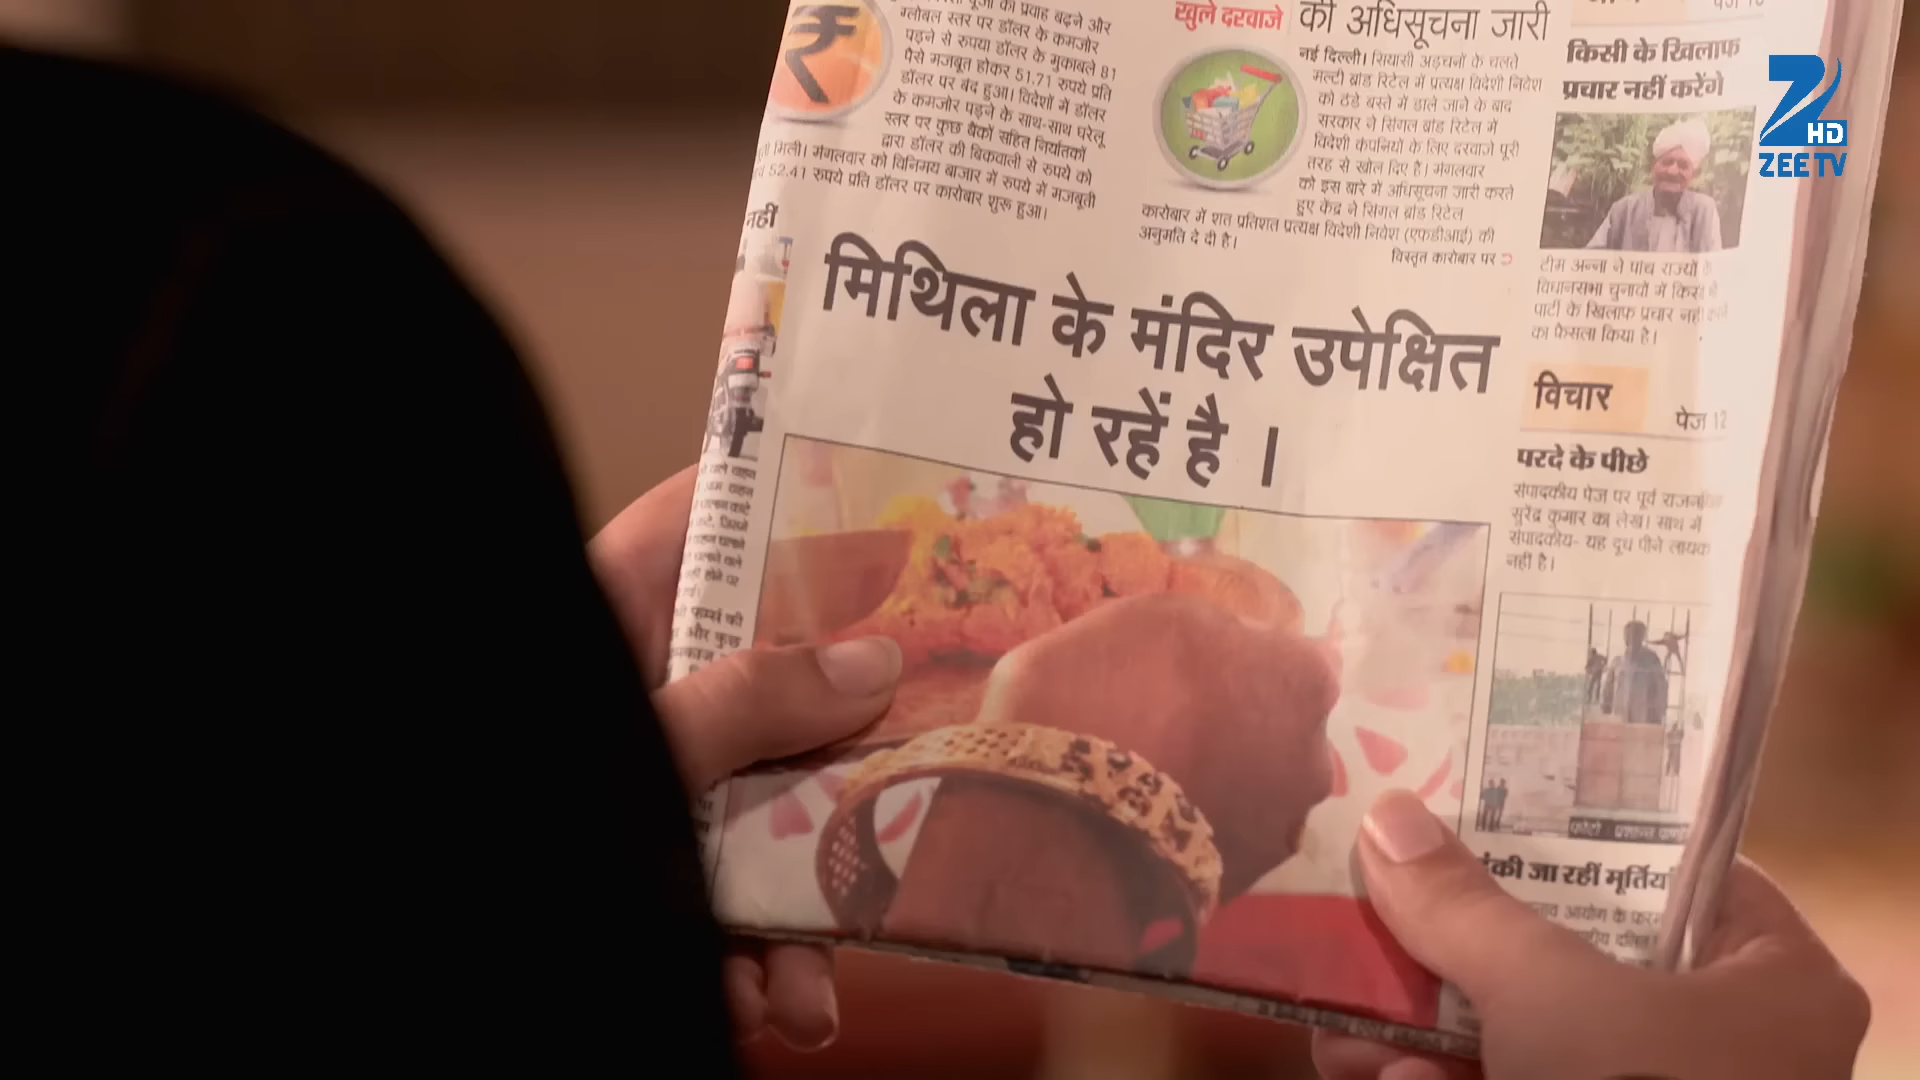 ग्लोबल स्तर पर डॉलर के कमजोर
पड़ने से रुपया डॉलर के मुकाबले 81
पैसे मजबूत होकर 51.71 रुपये प्रति
डॉलर पर बंद हुआ। विदेशों में डॉलर
के कमजोर पड़ने के साथ-साथ घरेलू
स्तर पर कुछ बैंकों सहित निर्यातकों
द्वारा डॉलर की बिकवाली से रुपये को
मिली। मंगलवार को विनिमय बाजार में रुपये में मजबूती
52.41 रुपये प्रति डॉलर पर कारोबार शुरू हुआ।
नहीं
खुले दरवाजे
की अधिसूचना जारी
नई दिल्ली। सियासी अड़चनों के चलते
मल्टी ब्रांड रिटेल में प्रत्यक्ष विदेशी निवेश
को ठंडे बस्ते में डाले जाने के बाद
सरकार ने सिंगल ब्रांड रिटेल में
विदेशी कंपनियों के लिए दरवाजे पूरी
तरह से खोल दिए है। मंगलवार
को इस बारे में अधिसूचना जारी करते
हुए केंद्र ने सिंगल ब्रांड रिटेल
कारोबार में शत प्रतिशत प्रत्यक्ष विदेशी निवेश (एफडीआई) की
अनुमति दे दी है।
विस्तृत कारोबार पर
मिथिला के मंदिर उपेक्षित
हो रहें है ।
किसी के खिलाफ
प्रचार नहीं करेंगे
टीम अन्ना ने पांच राज्यों
विधानसभा चुनावों में
पार्टी के खिलाफ प्रचार
का फैसला किया है।
विचार
पेज 12
परदे के पीछे
संपादकीय पेज पर पूर्व
सुरेंद्र कुमार का लेख। साथ में
संपादकीय- यह दूध पीने लायक
नहीं है।
की जा रहीं मूर्तियां
Z HD
ZEE TV